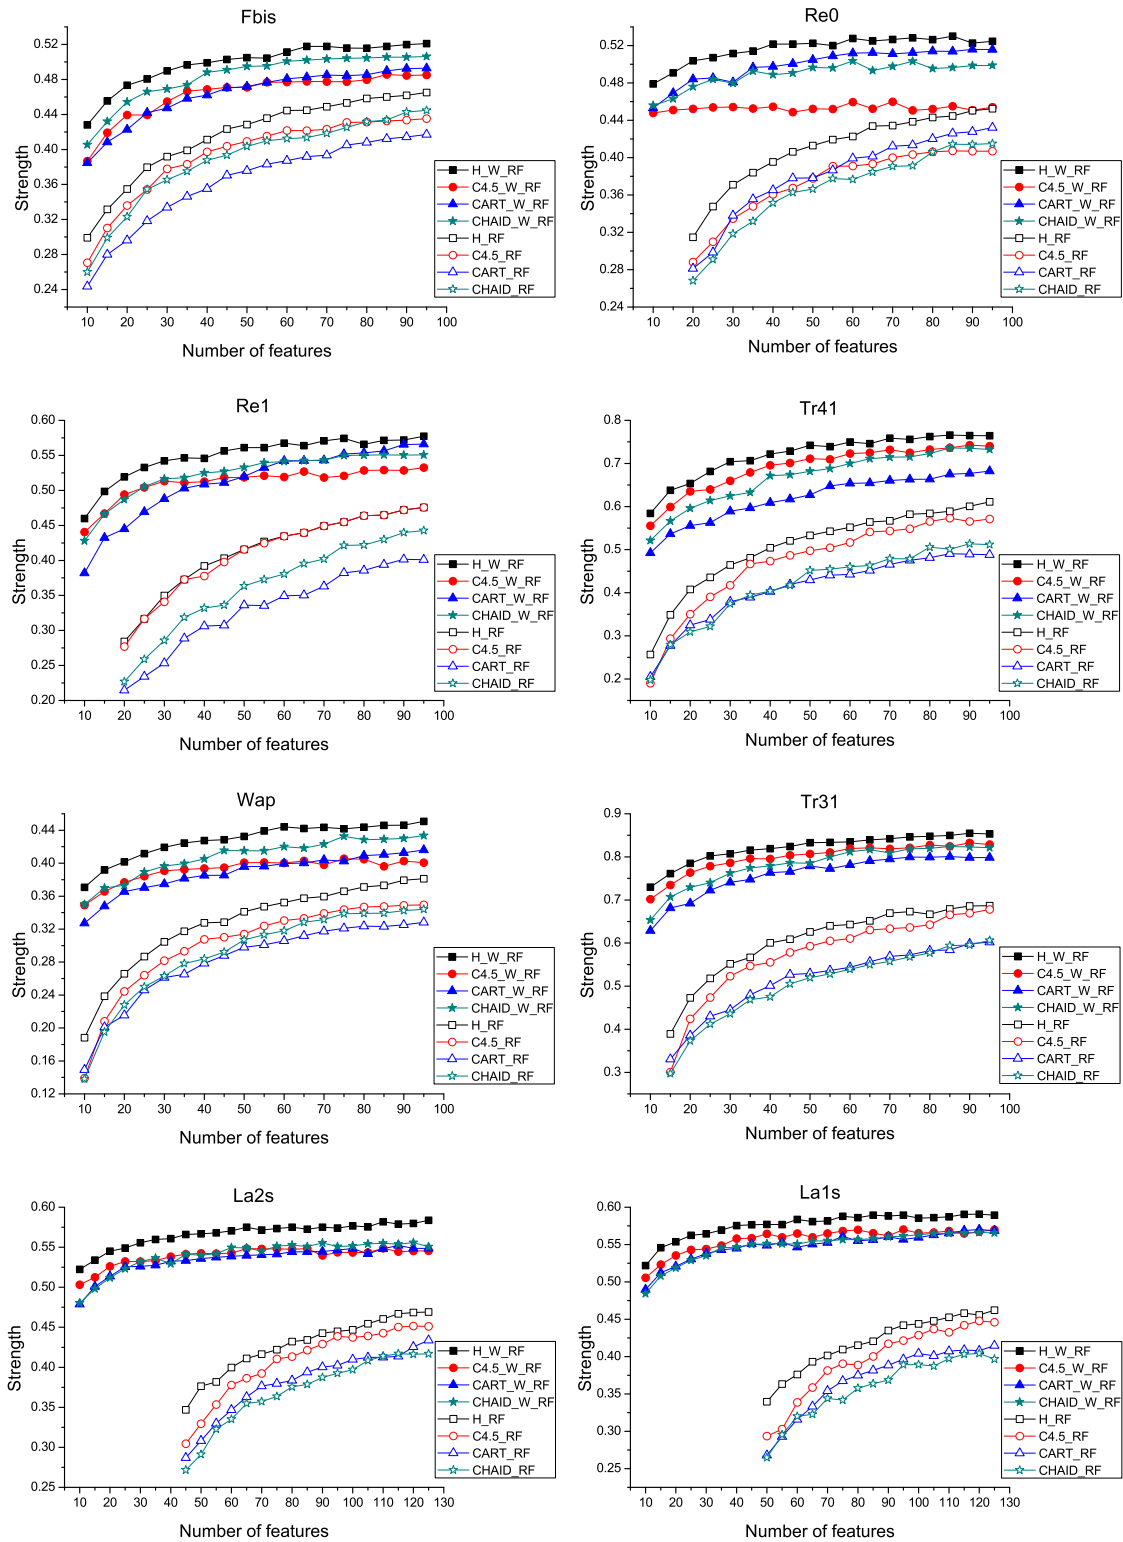 Fbis
0.52
0.48
0.44
0.40
0.36
0.32
0.28
0.24
Strength
10 20 30 40 50 60 70 80 90 100
Number of features
H_W_RF
C4.5_W_RF
CART_W_RF
CHAID_W_RF
H_RF
C4.5_RF
CART_RF
CHAID_RF
Re0
0.52
0.48
0.44
0.40
0.36
0.32
0.28
0.24
Strength
10 20 30 40 50 60 70 80 90 100
Number of features
H_W_RF
C4.5_W_RF
CART_W_RF
CHAID_W_RF
H_RF
C4.5_RF
CART_RF
CHAID_RF
Re1
0.60
0.55
0.50
0.45
0.40
0.35
0.30
0.25
0.20
Strength
10 20 30 40 50 60 70 80 90 100
Number of features
H_W_RF
C4.5_W_RF
CART_W_RF
CHAID_W_RF
H_RF
C4.5_RF
CART_RF
CHAID_RF
Tr41
0.8
0.7
0.6
0.5
0.4
0.3
0.2
Strength
10 20 30 40 50 60 70 80 90 100
Number of features
H_W_RF
C4.5_W_RF
CART_W_RF
CHAID_W_RF
H_RF
C4.5_RF
CART_RF
CHAID_RF
Wap
0.44
0.40
0.36
0.32
0.28
0.24
0.20
0.16
0.12
Strength
10 20 30 40 50 60 70 80 90 100
Number of features
H_W_RF
C4.5_W_RF
CART_W_RF
CHAID_W_RF
H_RF
C4.5_RF
CART_RF
CHAID_RF
Tr31
0.9
0.8
0.7
0.6
0.5
0.4
0.3
Strength
10 20 30 40 50 60 70 80 90 100
Number of features
H_W_RF
C4.5_W_RF
CART_W_RF
CHAID_W_RF
H_RF
C4.5_RF
CART_RF
CHAID_RF
La2s
0.60
0.55
0.50
0.45
0.40
0.35
0.30
0.25
Strength
10 20 30 40 50 60 70 80 90 100 110 120 130
Number of features
H_W_RF
C4.5_W_RF
CART_W_RF
CHAID_W_RF
H_RF
C4.5_RF
CART_RF
CHAID_RF
La1s
0.60
0.55
0.50
0.45
0.40
0.35
0.30
0.25
Strength
10 20 30 40 50 60 70 80 90 100 110 120 130
Number of features
H_W_RF
C4.5_W_RF
CART_W_RF
CHAID_W_RF
H_RF
C4.5_RF
CART_RF
CHAID_RF